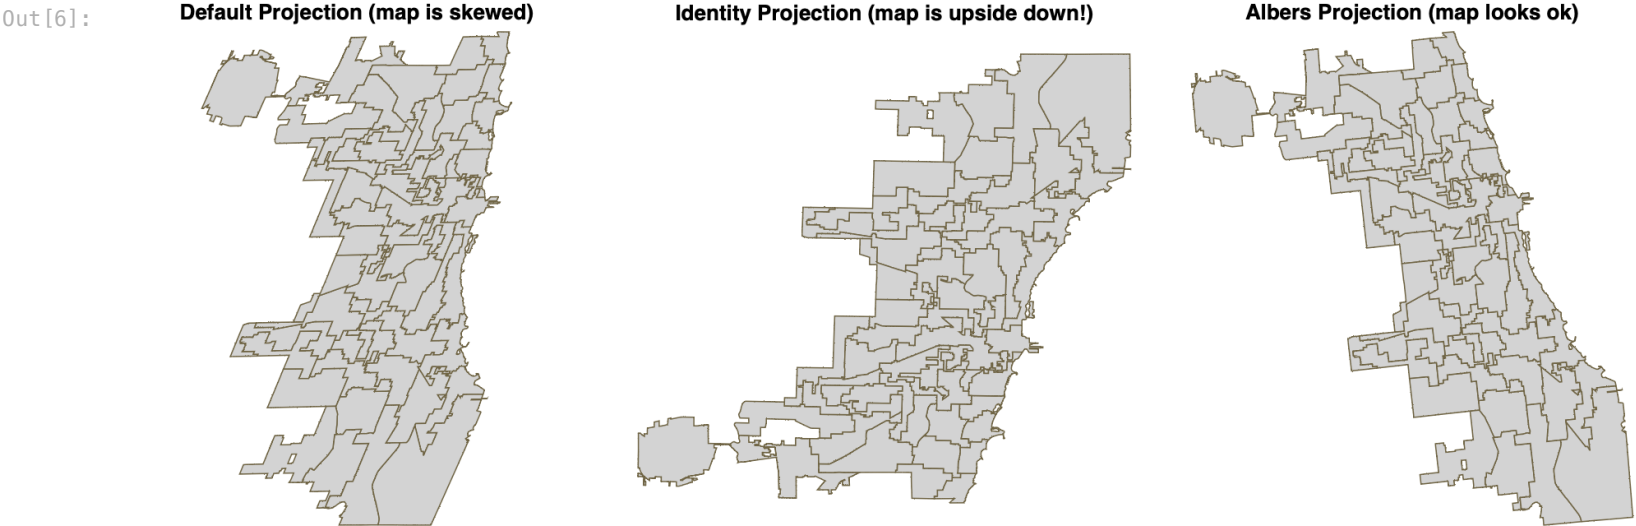 Out[6]:
Default Projection (map is skewed)
Identity Projection (map is upside down!)
Albers Projection (map looks ok)